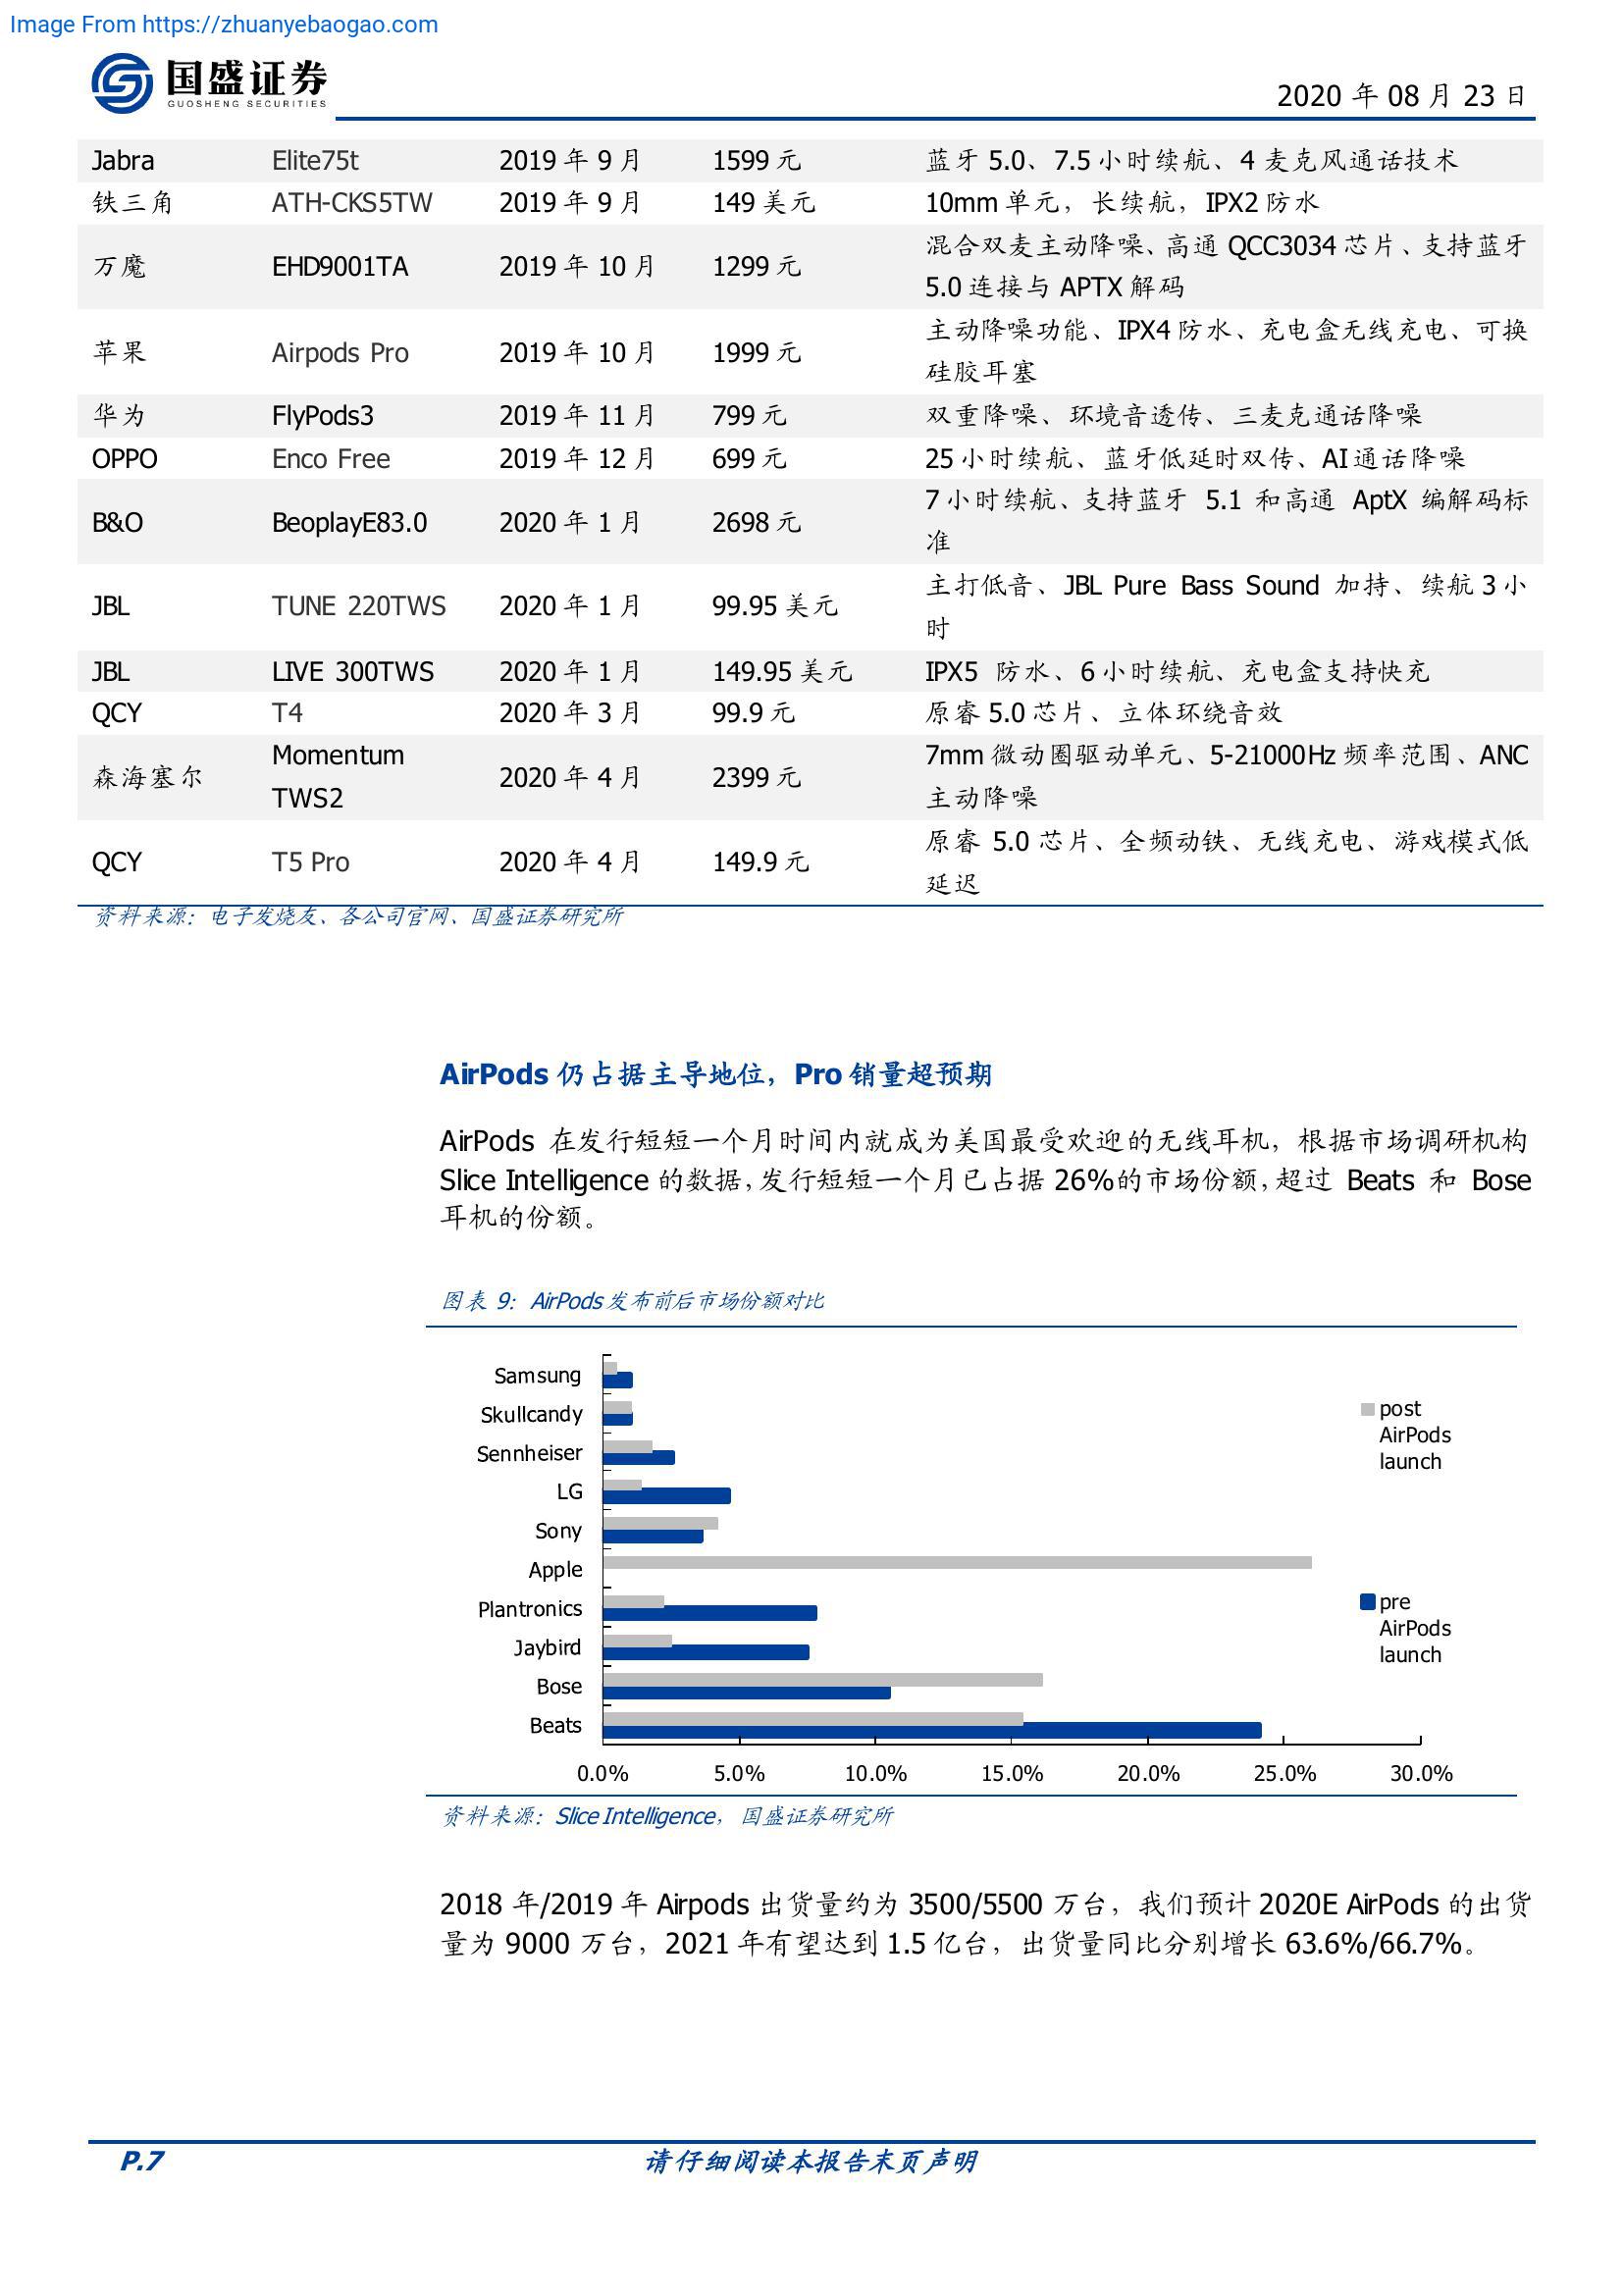 Image From https://zhuanyebaogao.com
国盛证券
GUOSHENG SECURITIES
2020 年 08 月 23 日
Jabra Elite75t 2019 年 9 月 1599 元 蓝牙 5.0、7.5 小时续航、4 麦克风通话技术
铁三角 ATH-CKS5TW 2019 年 9 月 149 美元 10mm 单元，长续航，IPX2 防水
万魔 EHD9001TA 2019 年 10 月 1299 元 混合双麦主动降噪、高通 QCC3034 芯片、支持蓝牙
5.0 连接与 APTX 解码
苹果 Airpods Pro 2019 年 10 月 1999 元 主动降噪功能、IPX4 防水、充电盒无线充电、可换
硅胶耳塞
华为 FlyPods3 2019 年 11 月 799 元 双重降噪、环境音透传、三麦克通话降噪
OPPO Enco Free 2019 年 12 月 699 元 25 小时续航、蓝牙低延时双传、AI 通话降噪
B&O BeoplayE83.0 2020 年 1 月 2698 元 7 小时续航、支持蓝牙 5.1 和高通 AptX 编解码标
准
JBL TUNE 220TWS 2020 年 1 月 99.95 美元 主打低音、JBL Pure Bass Sound 加持、续航 3 小
时
JBL LIVE 300TWS 2020 年 1 月 149.95 美元 IPX5 防水、6 小时续航、充电盒支持快充
QCY T4 2020 年 3 月 99.9 元 原睿 5.0 芯片、立体环绕音效
森海塞尔 Momentum TWS2 2020 年 4 月 2399 元 7mm 微动圈驱动单元、5-21000Hz 频率范围、ANC
主动降噪
QCY T5 Pro 2020 年 4 月 149.9 元 原睿 5.0 芯片、全频动铁、无线充电、游戏模式低
延迟
资料来源：电子发烧友、各公司官网、国盛证券研究所
AirPods 仍占据主导地位，Pro 销量超预期
AirPods 在发行短短一个月时间内就成为美国最受欢迎的无线耳机，根据市场调研机构
Slice Intelligence 的数据，发行短短一个月已占据 26%的市场份额，超过 Beats 和 Bose
耳机的份额。
图表 9：AirPods 发布前后市场份额对比
Samsung
Skullcandy
Sennheiser
LG
Sony
Apple
Plantronics
Jaybird
Bose
Beats
0.0% 5.0% 10.0% 15.0% 20.0% 25.0% 30.0%
post
AirPods
launch
pre
AirPods
launch
资料来源：Slice Intelligence，国盛证券研究所
2018 年/2019 年 Airpods 出货量约为 3500/5500 万台，我们预计 2020E AirPods 的出货
量为 9000 万台，2021 年有望达到 1.5 亿台，出货量同比分别增长 63.6%/66.7%。
P.7
请仔细阅读本报告末页声明